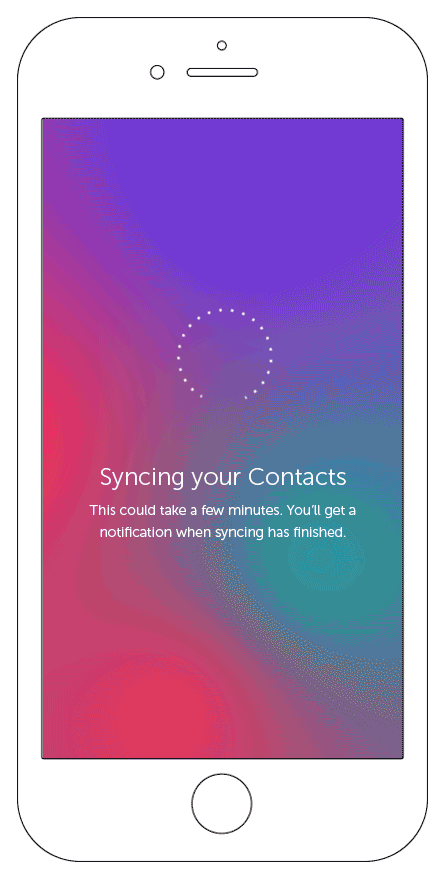 Syncing your Contacts
This could take a few minutes. You’ll get a
notification when syncing has finished.